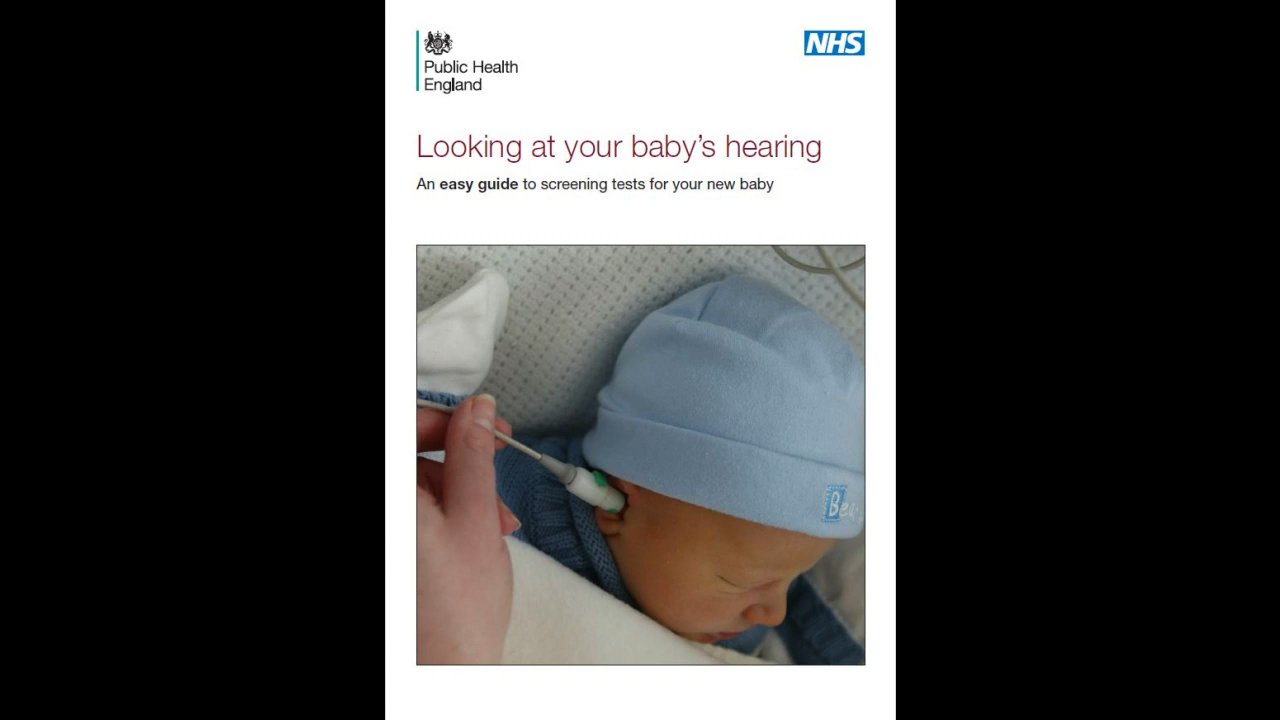 Public Health
England
NHS
Looking at your baby's hearing
An easy guide to screening tests for your new baby